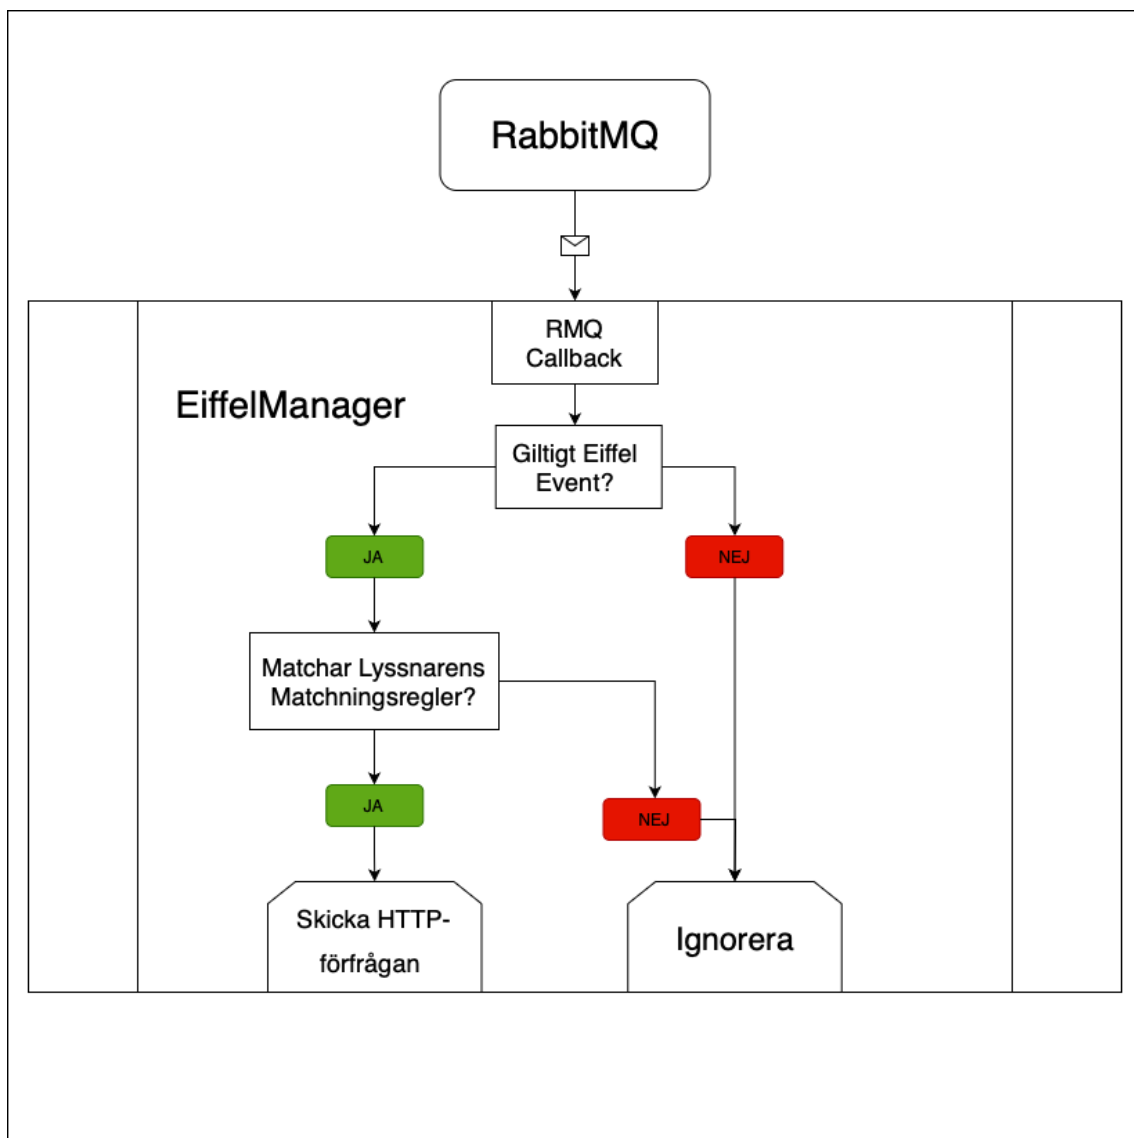 RabbitMQ
RMQ
Callback
EiffelManager
Giltigt Eiffel
Event?
JA
NEJ
Matchar Lyssnarens
Matchningsregler?
JA
NEJ
Skicka HTTP-
förfrågan
Ignorera